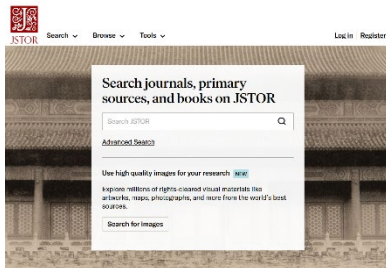 JSTOR
Search
Browse
Tools
Log in
Register
Search journals, primary
sources, and books on JSTOR
Search JSTOR
Advanced Search
Use high quality images for your research NEW
Explore millions of rights-cleared visual materials like
artworks, maps, photographs, and more from the world's best
sources.
Search for images